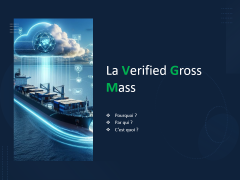 La Verified Gross
Mass
❖ Pourquoi ?
❖ Par qui ?
❖ C'est quoi ?